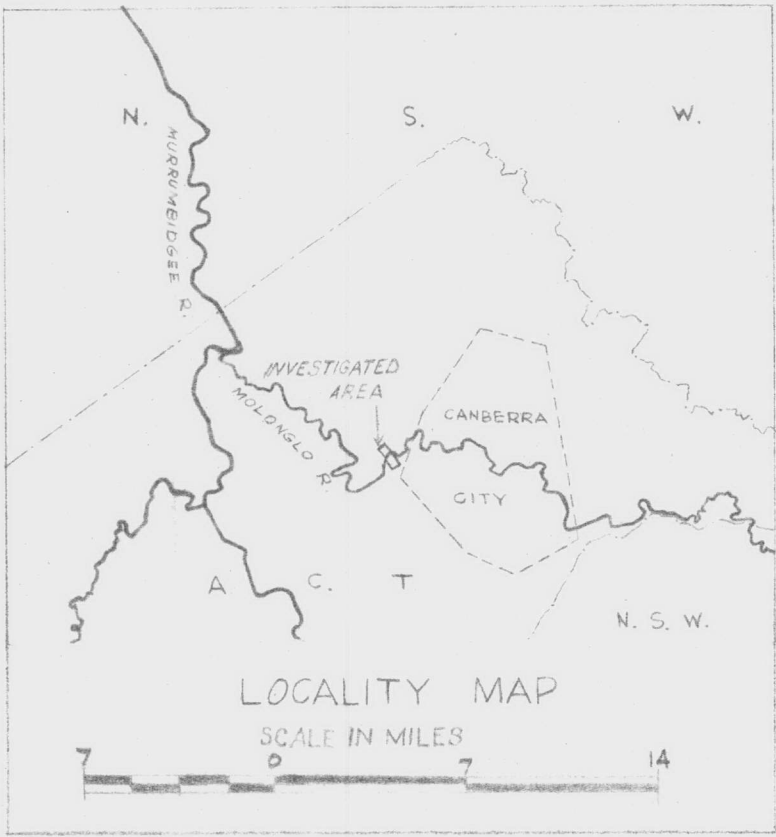 N. S. W.
MURRUMBIDGEE R.
INVESTIGATED
AREA
MOLONGLO R.
CANBERRA
CITY
A C. T
N. S. W.
LOCALITY MAP
SCALE IN MILES
7 0 7 14